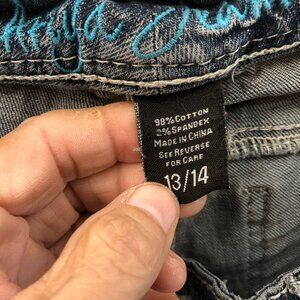 98% COTTON
2% SPANDEX
MADE IN CHINA
SEE REVERSE
FOR CARE
13/14